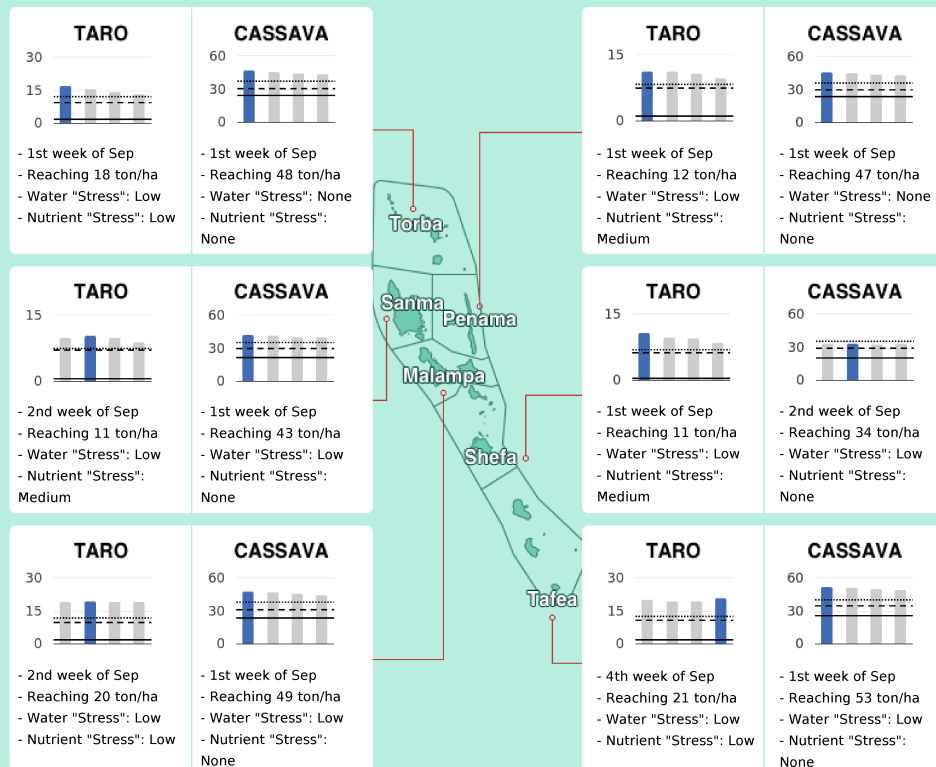 TARO
30
15
0
- 1st week of Sep
- Reaching 18 ton/ha
- Water "Stress": Low
- Nutrient "Stress": Low
CASSAVA
60
30
0
- 1st week of Sep
- Reaching 48 ton/ha
- Water "Stress": None
- Nutrient "Stress":
None
TARO
15
0
- 1st week of Sep
- Reaching 12 ton/ha
- Water "Stress": Low
- Nutrient "Stress":
Medium
CASSAVA
60
30
0
- 1st week of Sep
- Reaching 47 ton/ha
- Water "Stress": None
- Nutrient "Stress":
None
Torba
Sanma
Penama
Malampa
Shefa
Tafea
TARO
15
0
- 2nd week of Sep
- Reaching 11 ton/ha
- Water "Stress": Low
- Nutrient "Stress":
Medium
CASSAVA
60
30
0
- 1st week of Sep
- Reaching 43 ton/ha
- Water "Stress": Low
- Nutrient "Stress":
None
TARO
15
0
- 1st week of Sep
- Reaching 11 ton/ha
- Water "Stress": Low
- Nutrient "Stress":
Medium
CASSAVA
60
30
0
- 2nd week of Sep
- Reaching 34 ton/ha
- Water "Stress": Low
- Nutrient "Stress":
None
TARO
30
15
0
- 2nd week of Sep
- Reaching 20 ton/ha
- Water "Stress": Low
- Nutrient "Stress": Low
CASSAVA
60
30
0
- 1st week of Sep
- Reaching 49 ton/ha
- Water "Stress": Low
- Nutrient "Stress":
None
TARO
30
15
0
- 4th week of Sep
- Reaching 21 ton/ha
- Water "Stress": Low
- Nutrient "Stress": Low
CASSAVA
60
30
0
- 1st week of Sep
- Reaching 53 ton/ha
- Water "Stress": Low
- Nutrient "Stress":
None